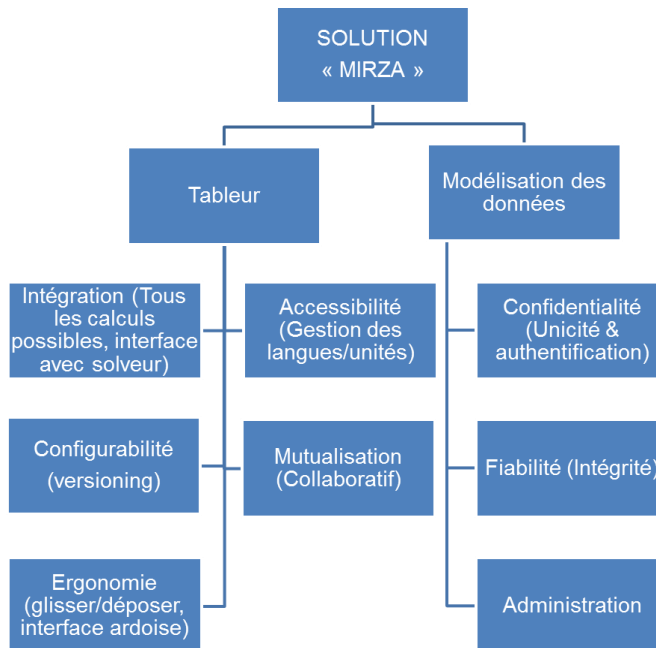 SOLUTION
« MIRZA »
Tableur
Modélisation des
données
Intégration (Tous
les calculs
possibles, interface
avec solveur)
Accessibilité
(Gestion des
langues/unités)
Confidentialité
(Unicité &
authentification)
Configurabilité
(versioning)
Mutualisation
(Collaboratif)
Fiabilité (Intégrité)
Ergonomie
(glisser/déposer,
interface ardoise)
Administration